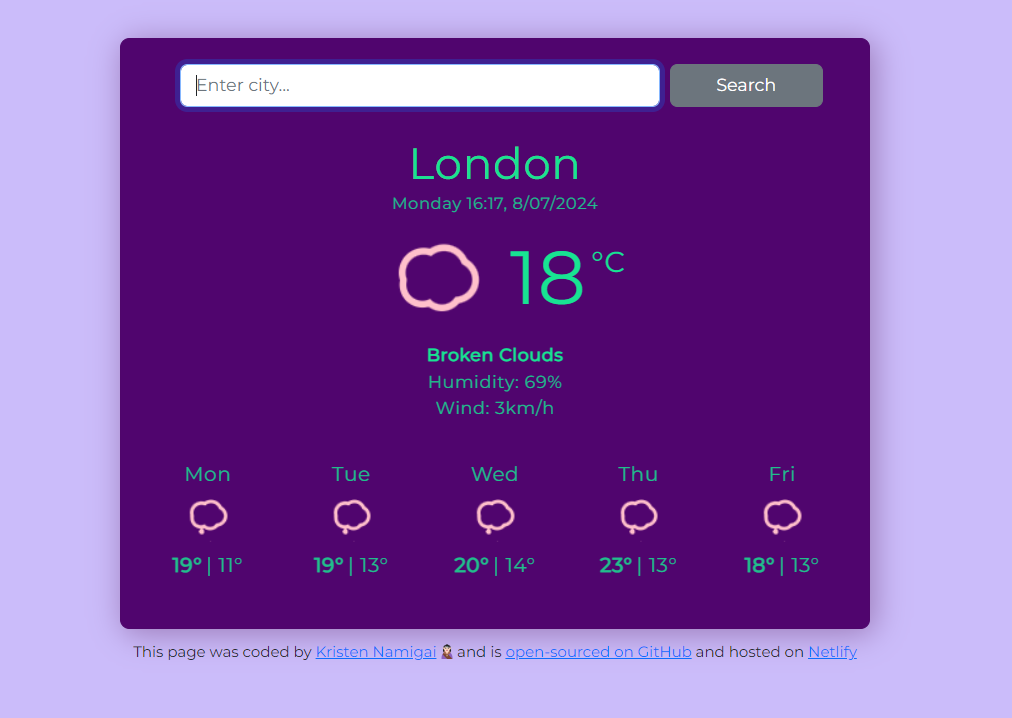 Enter city...
Search
London
Monday 16:17, 8/07/2024
18 °C
Broken Clouds
Humidity: 69%
Wind: 3km/h
Mon Tue Wed Thu Fri
19° | 11° 19° | 13° 20° | 14° 23° | 13° 18° | 13°
This page was coded by Kristen Namigai 🤷🏻‍♀️ and is open-sourced on GitHub and hosted on Netlify